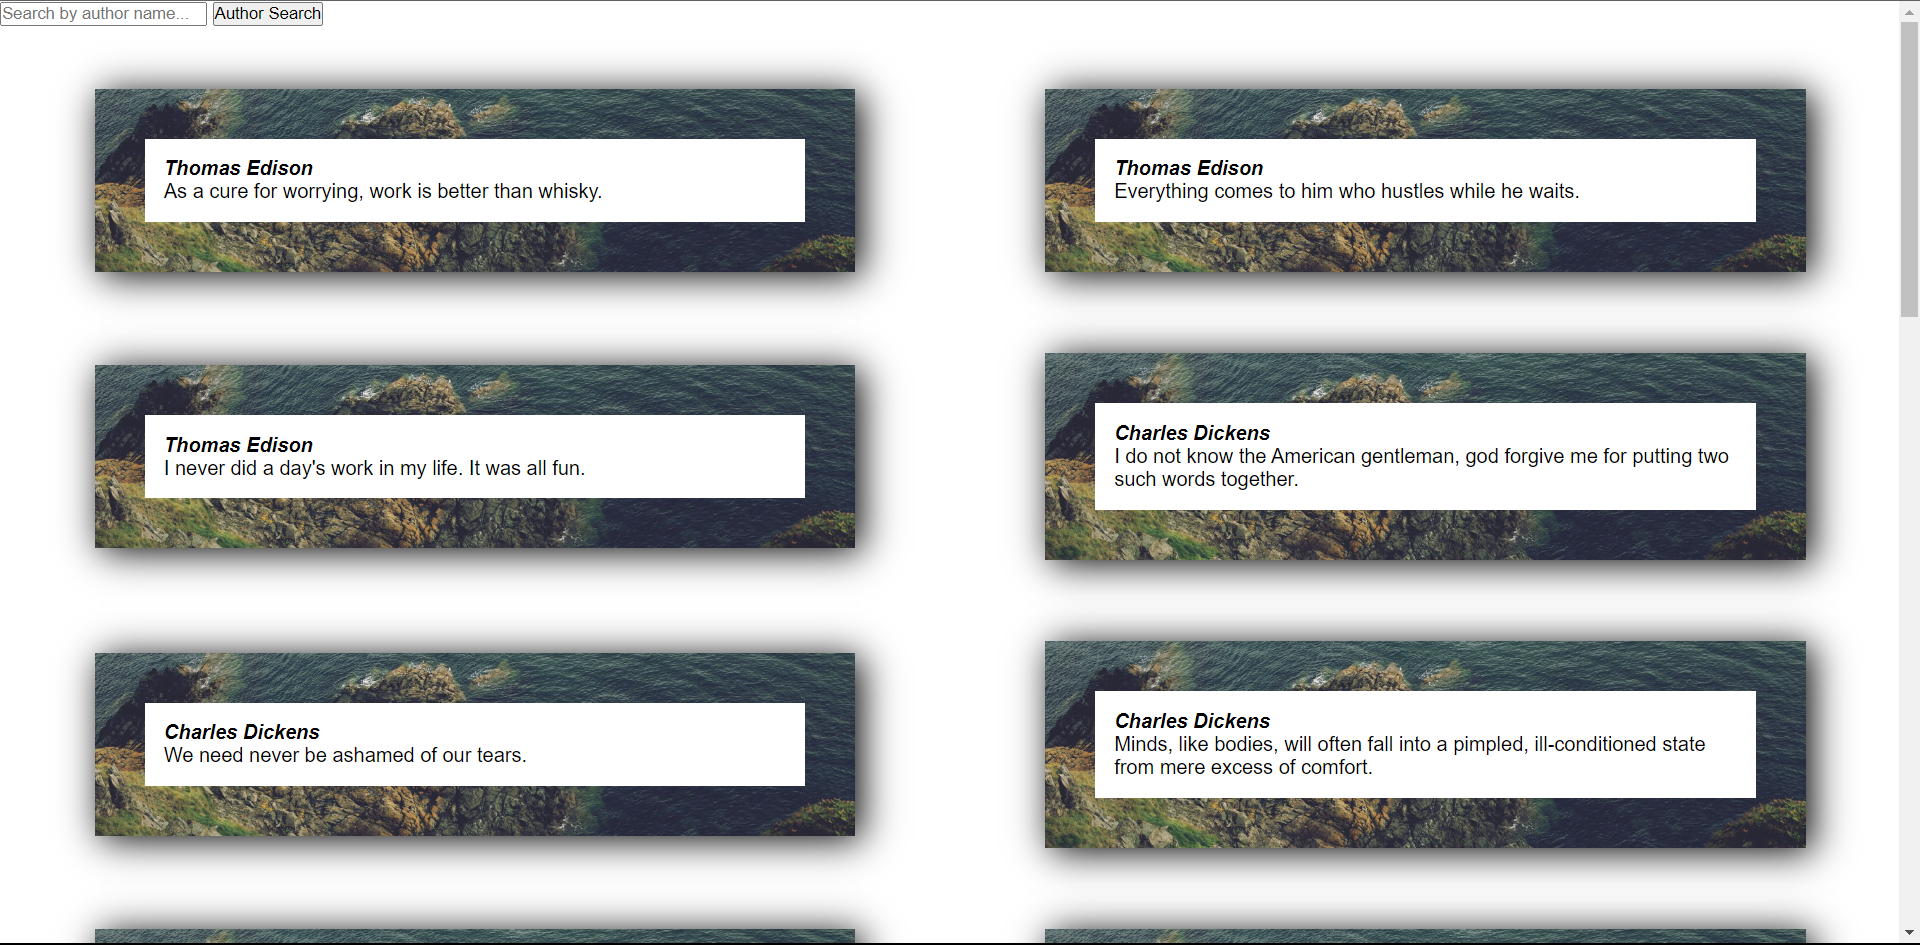 Search by author name... Author Search
Thomas Edison
As a cure for worrying, work is better than whisky.
Thomas Edison
Everything comes to him who hustles while he waits.
Thomas Edison
I never did a day's work in my life. It was all fun.
Charles Dickens
I do not know the American gentleman, god forgive me for putting two
such words together.
Charles Dickens
We need never be ashamed of our tears.
Charles Dickens
Minds, like bodies, will often fall into a pimpled, ill-conditioned state
from mere excess of comfort.